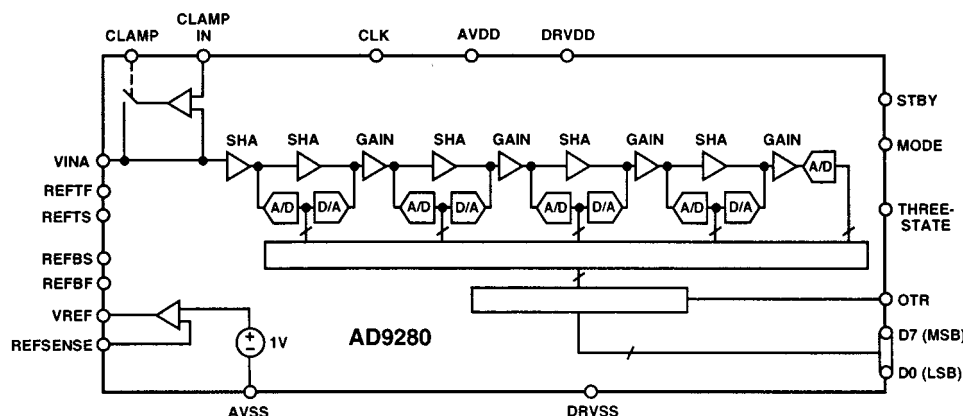 CLAMP
CLAMP
IN
CLK
AVDD
DRVDD
STBY
SHA
SHA
GAIN
SHA
GAIN
SHA
GAIN
SHA
GAIN
MODE
VINA
A/D
REFTF
A/D
D/A
A/D
D/A
A/D
D/A
A/D
D/A
REFTS
THREE-
STATE
REFBS
REFBF
OTR
VREF
REFSENSE
1V
AD9280
D7 (MSB)
D0 (LSB)
AVSS
DRVSS